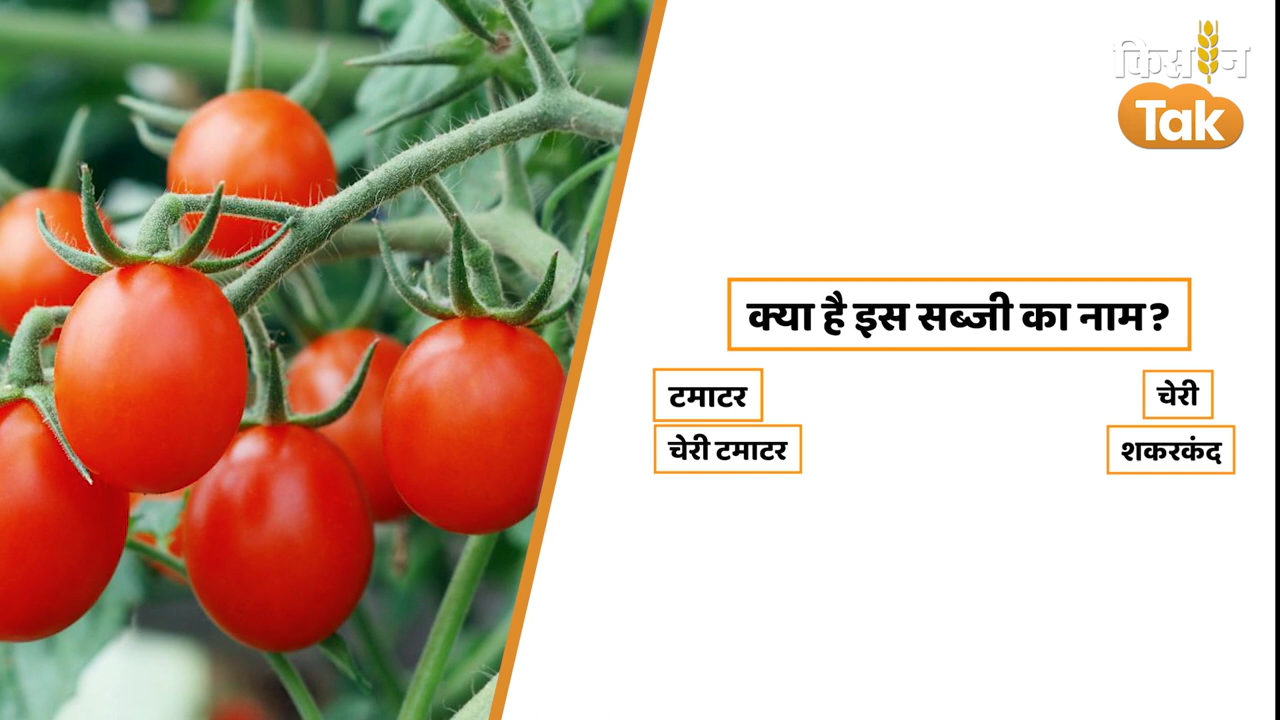 किसान
Tak
क्या है इस सब्जी का नाम?
टमाटर
चेरी
चेरी टमाटर
शकरकंद